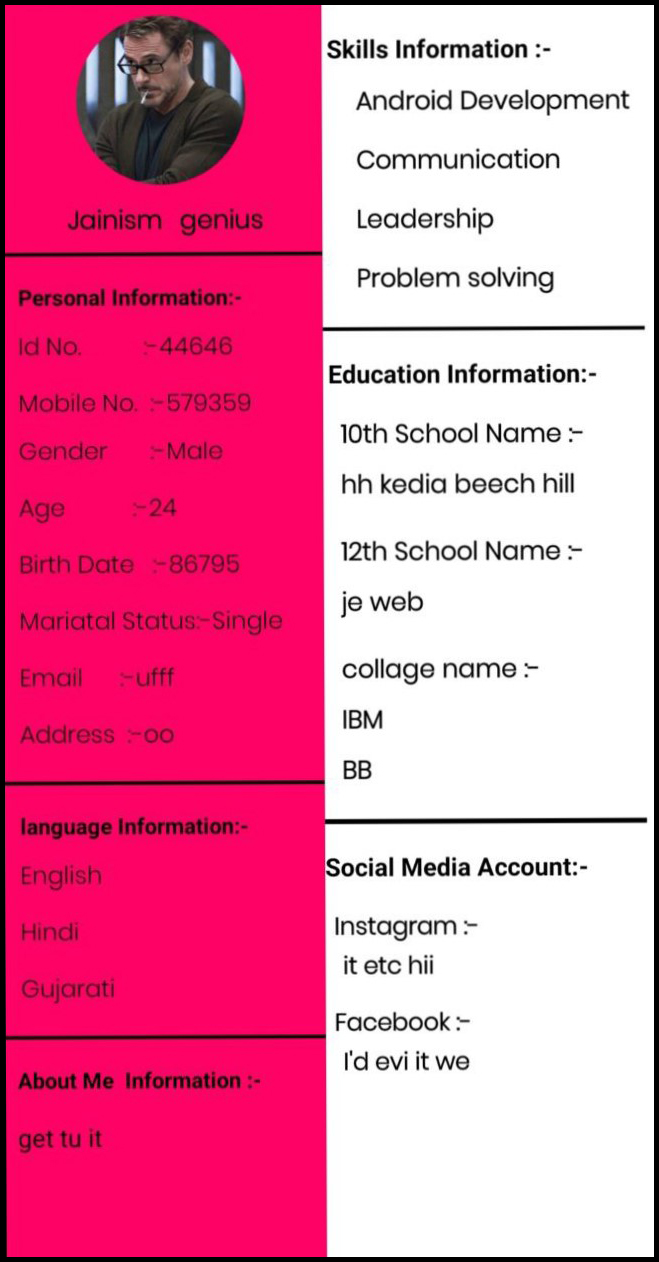 Jainism genius
Personal Information:-
Id No. :-44646
Mobile No. :-579359
Gender :-Male
Age :-24
Birth Date :-86795
Mariatal Status:-Single
Email :-ufff
Address :-oo
language Information:-
English
Hindi
Gujarati
About Me Information :-
get tu it
Skills Information :-
Android Development
Communication
Leadership
Problem solving
Education Information:-
10th School Name :-
hh kedia beech hill
12th School Name :-
je web
collage name :-
IBM
BB
Social Media Account:-
Instagram :-
it etc hii
Facebook :-
I'd evi it we